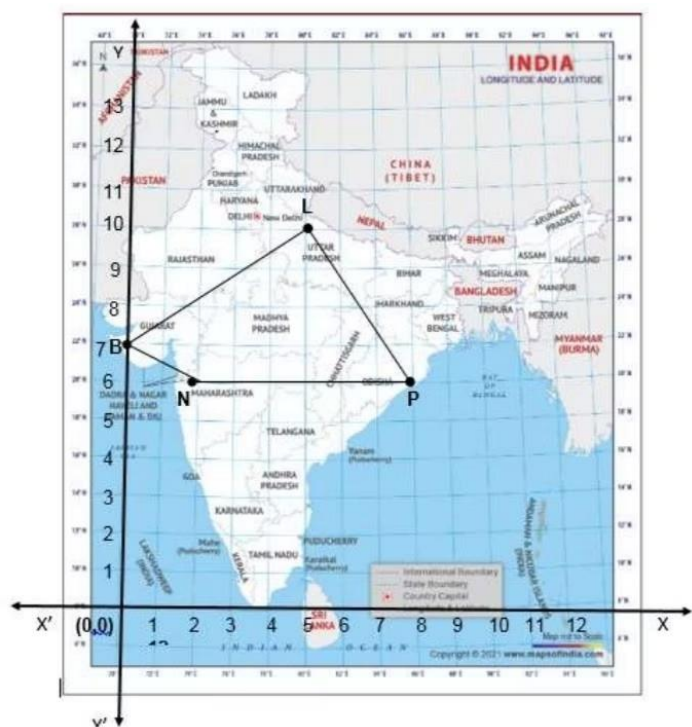 Y
N
TAJIKISTAN
INDIA
LONGITUDE AND LATITUDE
AFGHANISTAN
13
LADAKH
JAMMU
&
KASHMIR
12
HIMACHAL
PRADESH
CHINA
(TIBET)
PAKISTAN
11
Chandigarh
PUNJAB
UTTARAKHAND
HARYANA
L
ARUNACHAL
PRADESH
10
DELHI
New Delhi
NEPAL
SIKKIM
BHUTAN
UTTAR
PRADESH
ASSAM
NAGALAND
9
RAJASTHAN
BIHAR
MEGHALAYA
BANGLADESH
MANIPUR
8
JHARKHAND
GUJARAT
MADHYA
PRADESH
WEST
BENGAL
TRIPURA
MIZORAM
7
B
CHHATTISGARH
MYANMAR
(BURMA)
6
N
ODISHA
P
BAY
OF
BENGAL
DADRA & NAGAR
HAVELI AND
DAMAN & DIU
MAHARASHTRA
5
TELANGANA
4
Yanam
(Puducherry)
GOA
ANDHRA
PRADESH
3
KARNATAKA
ANDAMAN & NICOBAR ISLANDS
(INDIA)
2
Mahe
(Puducherry)
PUDUCHERRY
LAKSHADWEEP
(INDIA)
KERALA
TAMIL NADU
Karaikal
(Puducherry)
1
International Boundary
State Boundary
Country Capital
X'
(0,0)
1 2 3 4 5 6 7 8 9 10 11 12
X
SRI
LANKA
INDIAN OCEAN
Map not to Scale
Copyright © 2021 www.mapsofindia.com
Y'